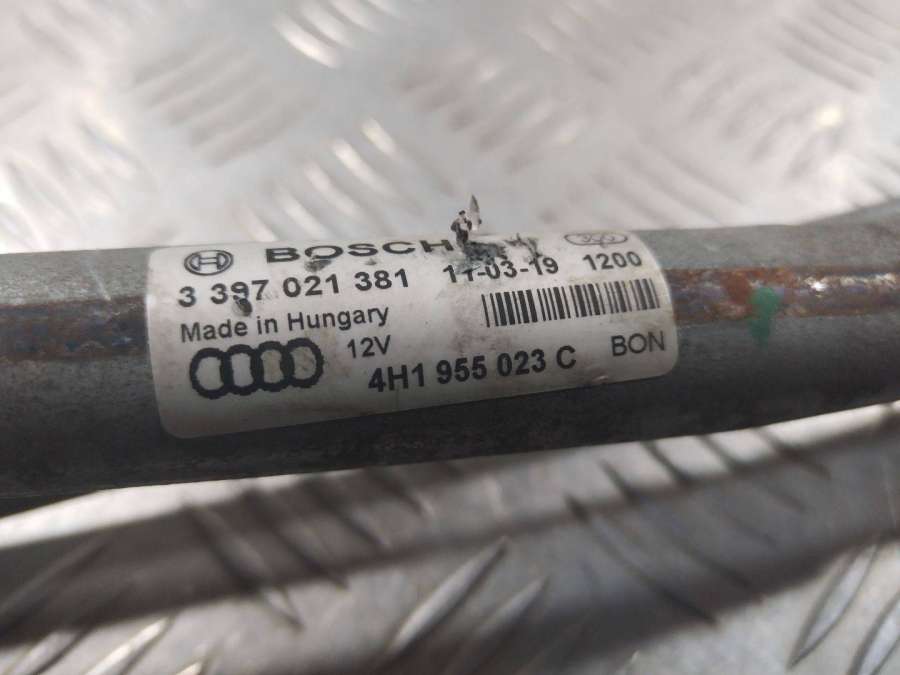 BOSCH
3 397 021 381 11-03-19 1200
Made in Hungary
12V
4H1 955 023 C BON